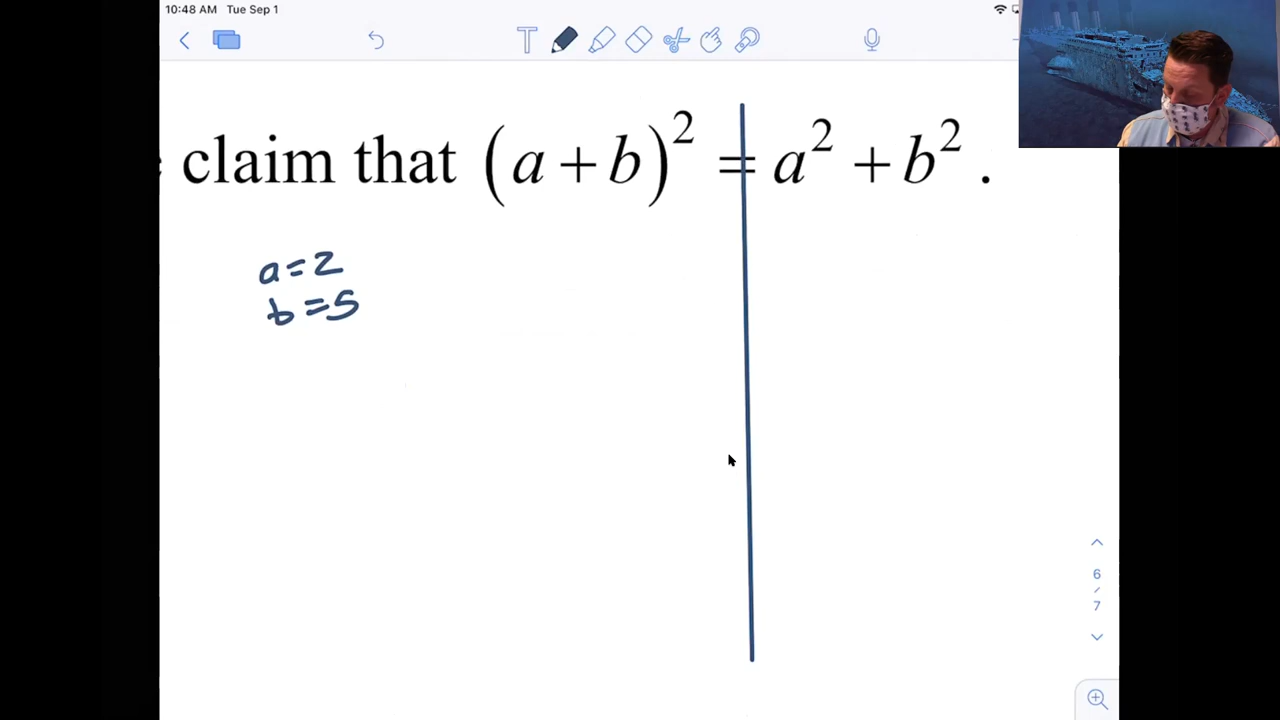 10:48 AM Tue Sep 1
T
claim that (a + b)² = a² + b² .
a = 2
b = 5
6
/
7